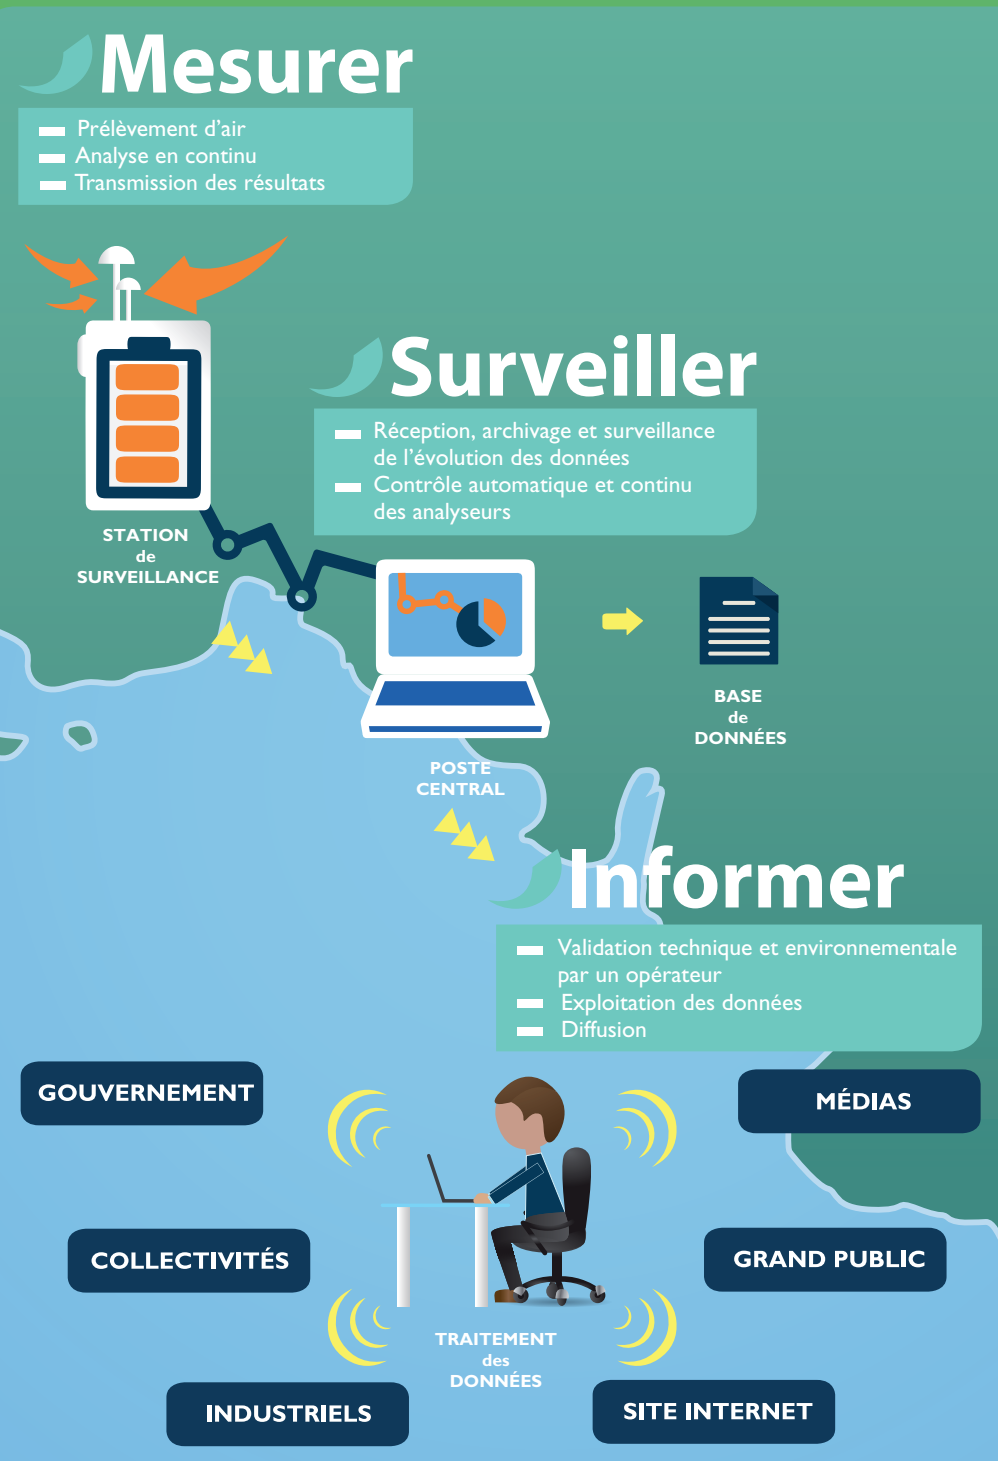 Mesurer
Prélèvement d’air
Analyse en continu
Transmission des résultats
STATION
de
SURVEILLANCE
Surveiller
Réception, archivage et surveillance
de l’évolution des données
Contrôle automatique et continu
des analyseurs
POSTE
CENTRAL
BASE
de
DONNÉES
Informer
Validation technique et environnementale
par un opérateur
Exploitation des données
Diffusion
GOUVERNEMENT
MÉDIAS
COLLECTIVITÉS
GRAND PUBLIC
TRAITEMENT
des
DONNÉES
INDUSTRIELS
SITE INTERNET